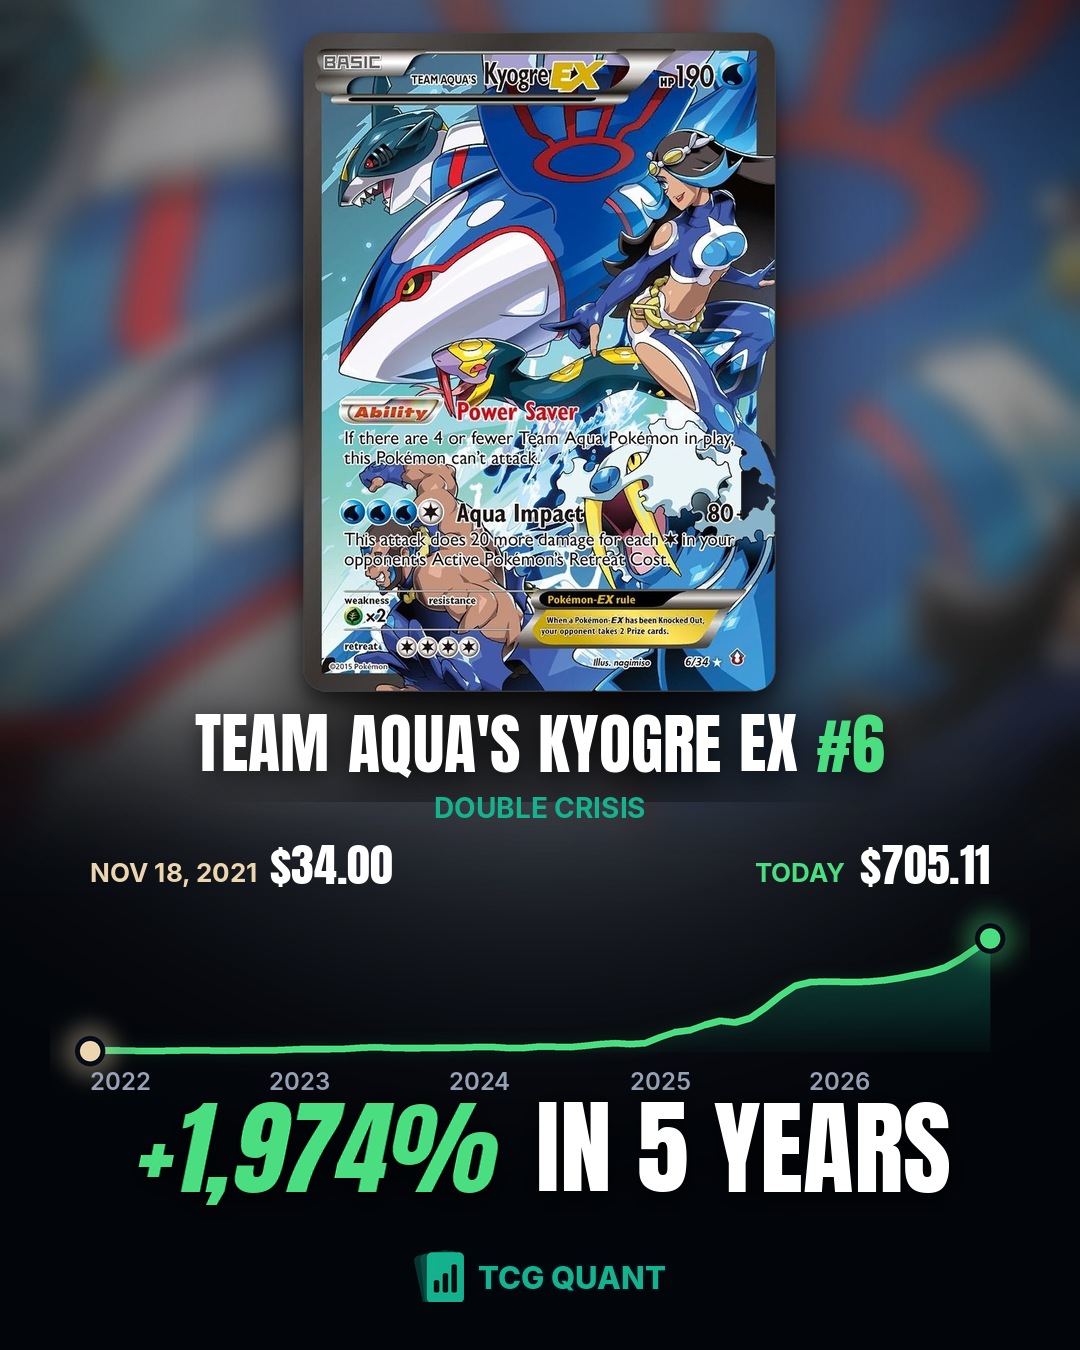 BASIC
TEAM AQUA'S Kyogre EX HP190
Ability Power Saver
If there are 4 or fewer Team Aqua Pokémon in play,
this Pokémon can't attack.
Aqua Impact 80+
This attack does 20 more damage for each in your
opponent's Active Pokémon's Retreat Cost.
weakness resistance
×2
retreat
Pokémon-EX rule
When a Pokémon-EX has been Knocked Out,
your opponent takes 2 Prize cards.
©2015 Pokémon Illus. nagimiso 6/34
TEAM AQUA'S KYOGRE EX #6
DOUBLE CRISIS
NOV 18, 2021 $34.00 TODAY $705.11
2022 2023 2024 2025 2026
+1,974% IN 5 YEARS
TCG QUANT